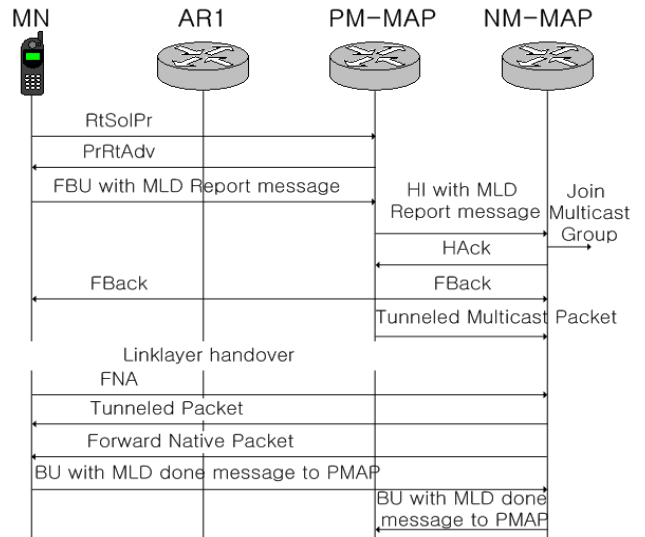 MN AR1 PM-MAP NM-MAP
RtSolPr
PrRtAdv
FBU with MLD Report message
HI with MLD
Report message
Join
Multicast
Group
HAck
FBack FBack
Tunneled Multicast Packet
Linklayer handover
FNA
Tunneled Packet
Forward Native Packet
BU with MLD done message to PMAP
BU with MLD done
message to PMAP